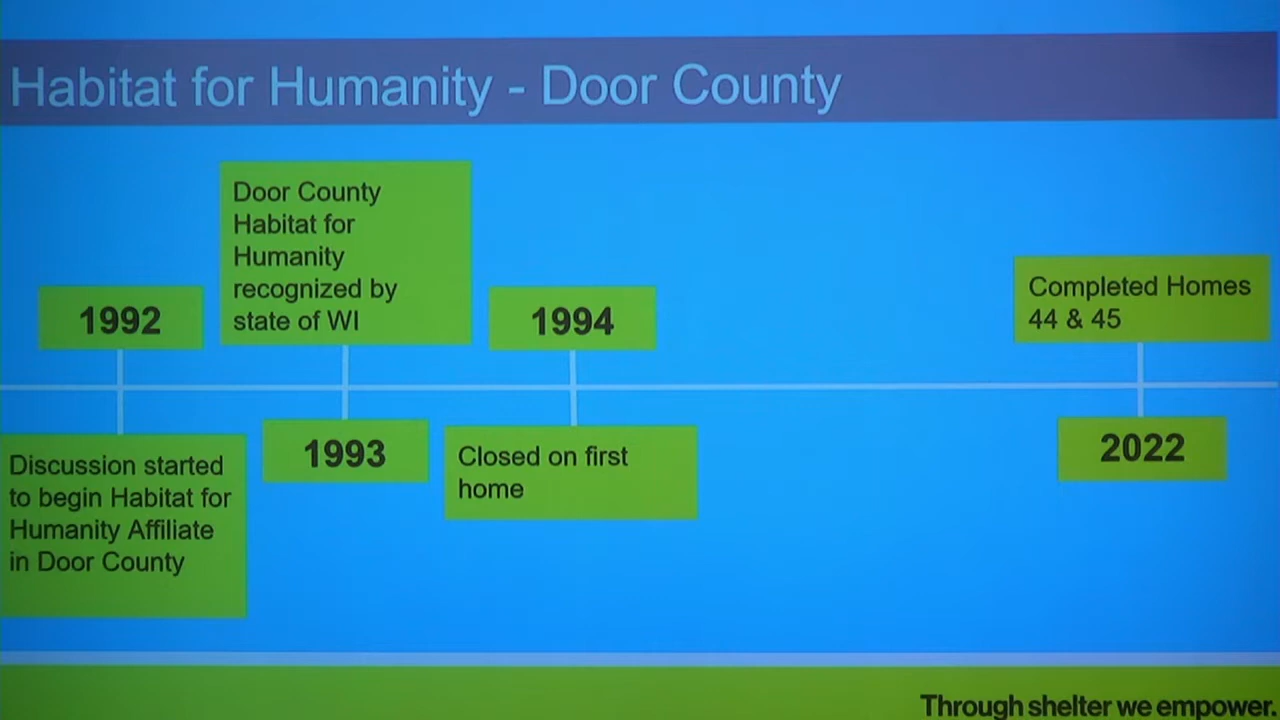 Habitat for Humanity - Door County
1992
Discussion started
to begin Habitat for
Humanity Affiliate
in Door County
Door County
Habitat for
Humanity
recognized by
state of WI
1993
1994
Closed on first
home
Completed Homes
44 & 45
2022
Through shelter we empower.